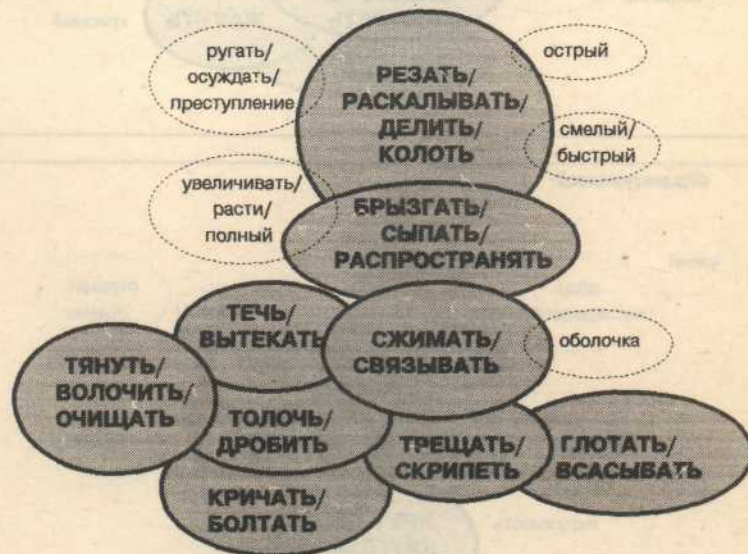 ругать/
осуждать/
преступление
РЕЗАТЬ/
РАСКАЛЫВАТЬ/
ДЕЛИТЬ/
КОЛОТЬ
острый
смелый/
быстрый
увеличивать/
расти/
полный
БРЫЗГАТЬ/
СЫПАТЬ/
РАСПРОСТРАНЯТЬ
ТЕЧЬ/
ВЫТЕКАТЬ
СЖИМАТЬ/
СВЯЗЫВАТЬ
оболочка
ТЯНУТЬ/
ВОЛОЧИТЬ/
ОЧИЩАТЬ
ТОЛОЧЬ/
ДРОБИТЬ
ТРЕЩАТЬ/
СКРИПЕТЬ
ГЛОТАТЬ/
ВСАСЫВАТЬ
КРИЧАТЬ/
БОЛТАТЬ